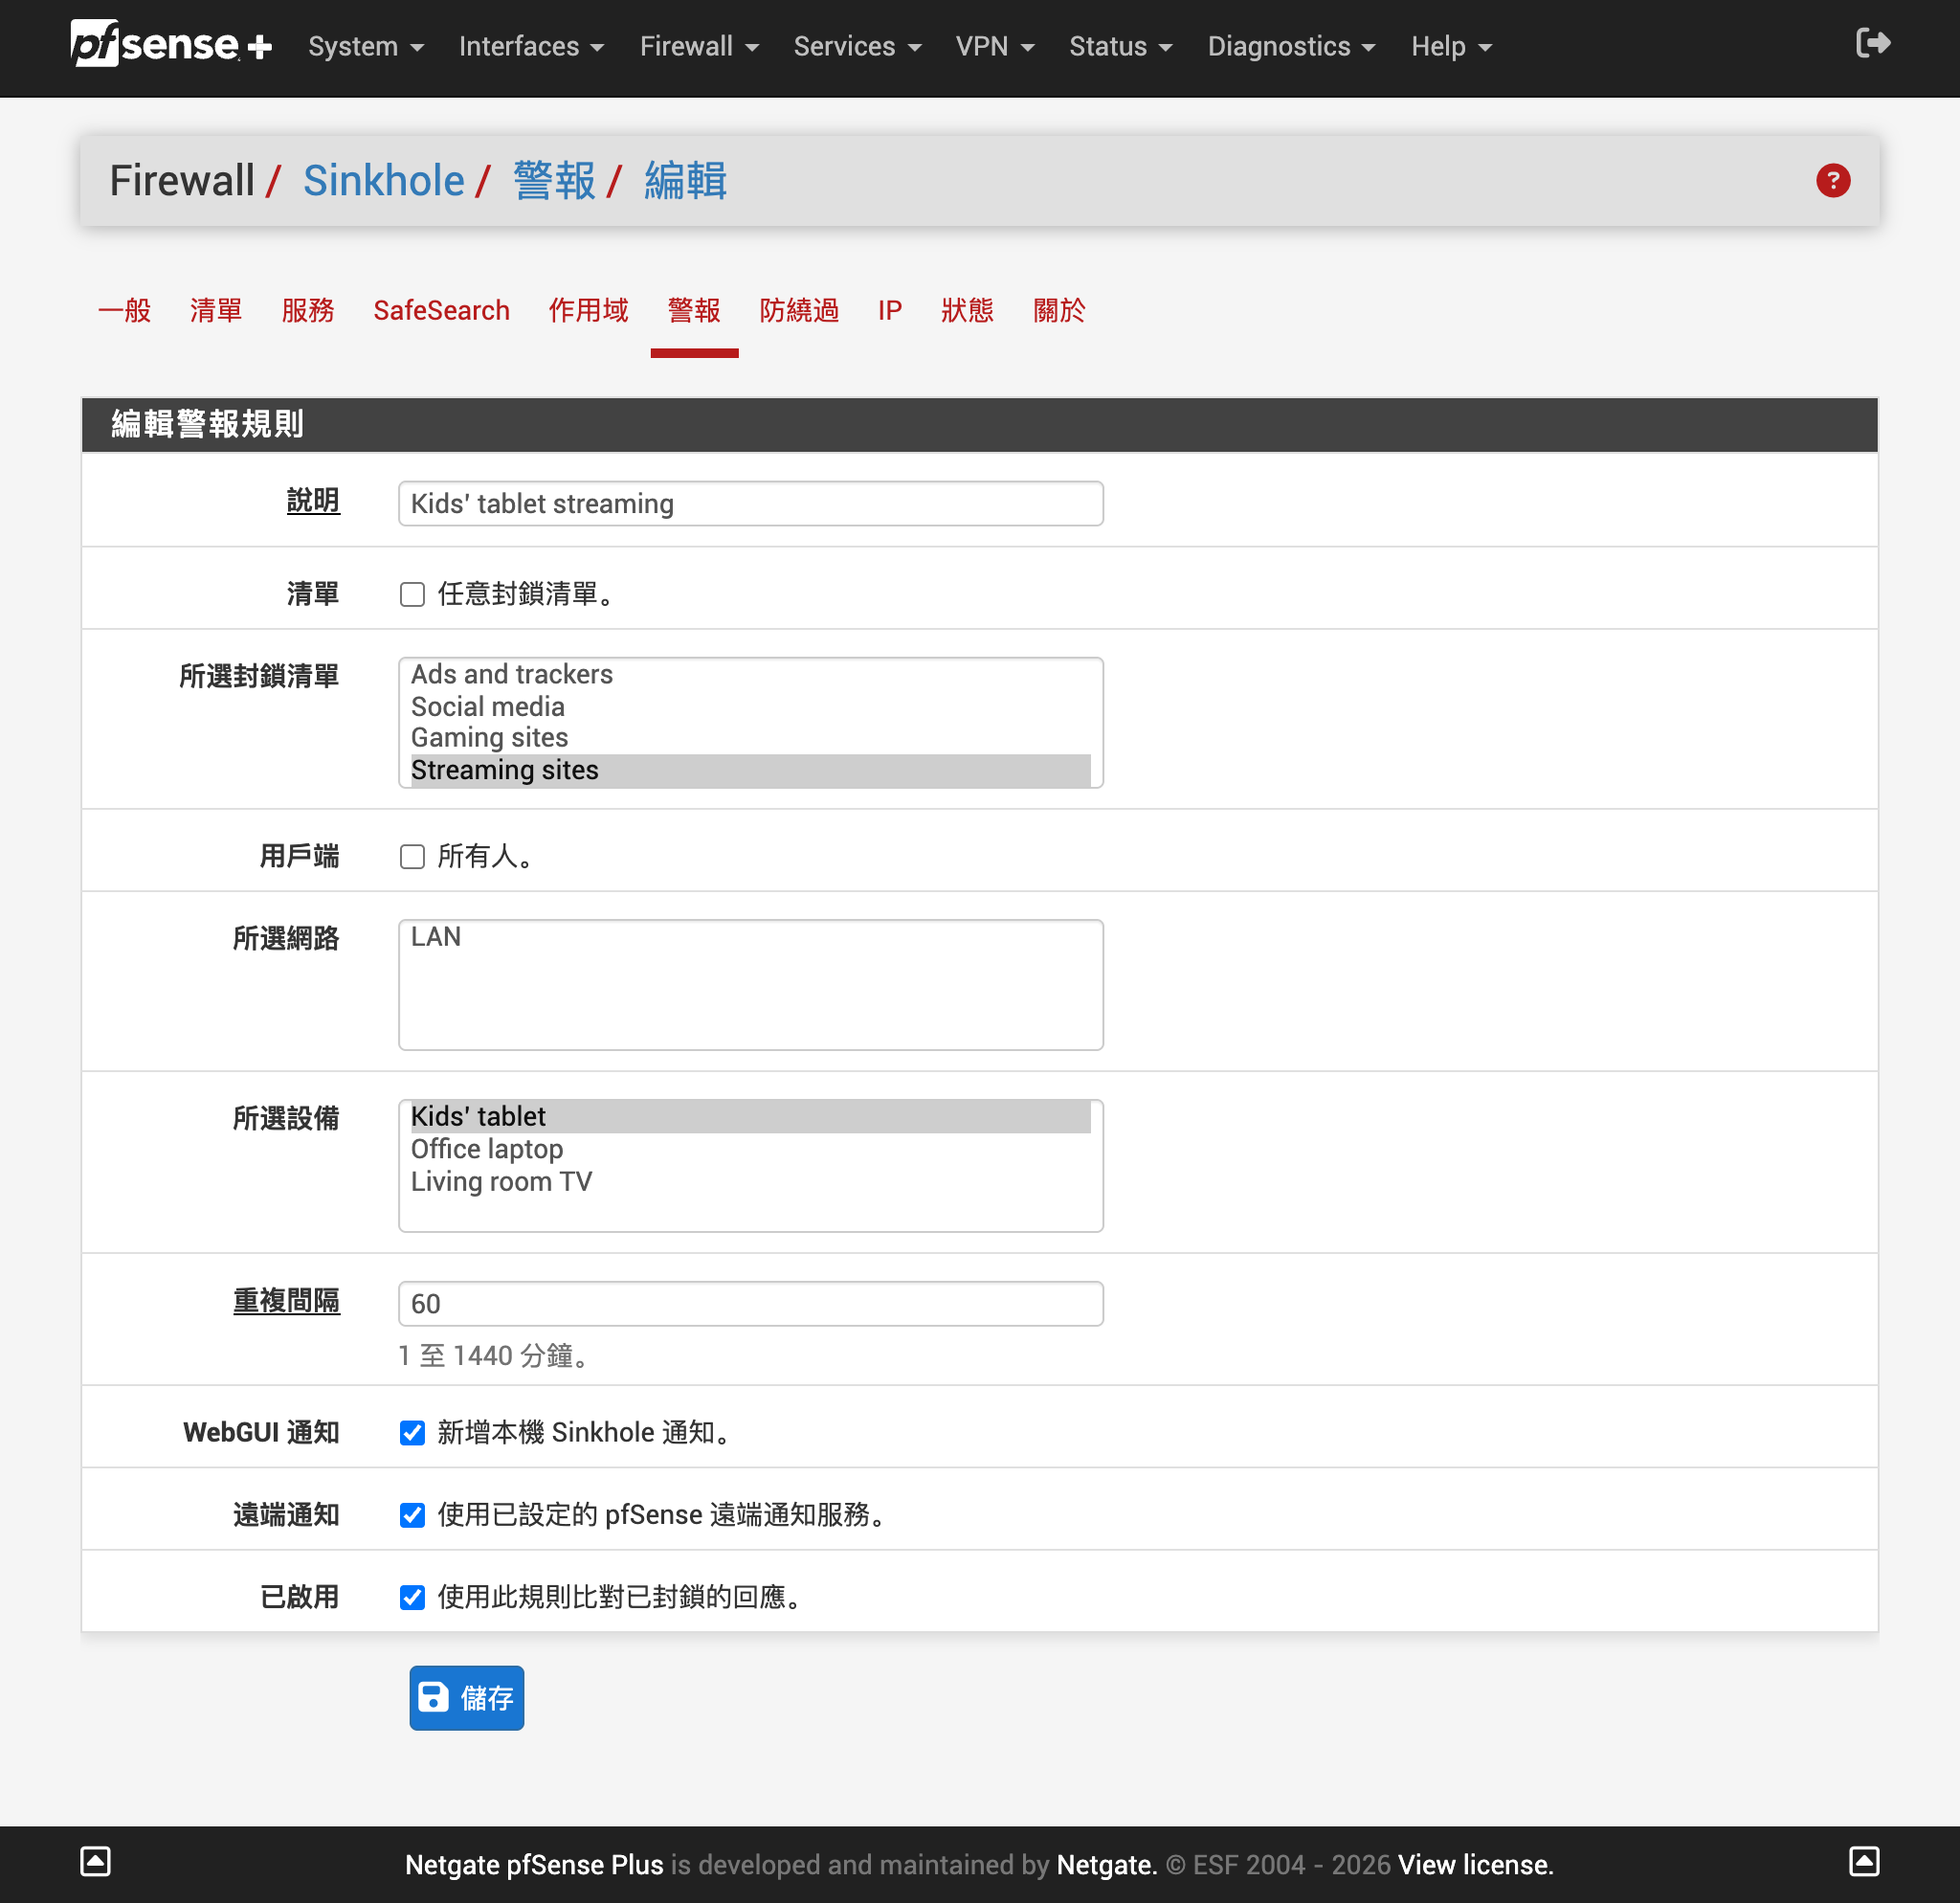 pfsense+ System Interfaces Firewall Services VPN Status Diagnostics Help
Firewall / Sinkhole / 警報 / 編輯
一般 清單 服務 SafeSearch 作用域 警報 防繞過 IP 狀態 關於
編輯警報規則
說明 Kids' tablet streaming
清單 任意封鎖清單。
所選封鎖清單 Ads and trackers
Social media
Gaming sites
Streaming sites
用戶端 所有人。
所選網路 LAN
所選設備 Kids' tablet
Office laptop
Living room TV
重複間隔 60
1 至 1440 分鐘。
WebGUI 通知 新增本機 Sinkhole 通知。
遠端通知 使用已設定的 pfSense 遠端通知服務。
已啟用 使用此規則比對已封鎖的回應。
儲存
Netgate pfSense Plus is developed and maintained by Netgate. © ESF 2004 - 2026 View license.